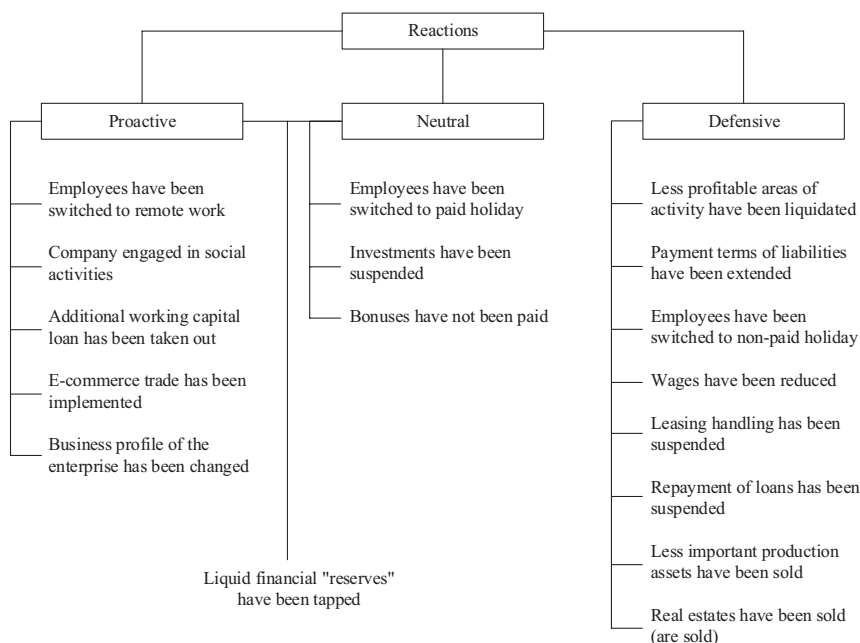 Reactions
Proactive
Neutral
Defensive
Employees have been
switched to remote work
Company engaged in social
activities
Additional working capital
loan has been taken out
E-commerce trade has been
implemented
Business profile of the
enterprise has been changed
Liquid financial "reserves"
have been tapped
Employees have been
switched to paid holiday
Investments have been
suspended
Bonuses have not been paid
Less profitable areas of
activity have been liquidated
Payment terms of liabilities
have been extended
Employees have been
switched to non-paid holiday
Wages have been reduced
Leasing handling has been
suspended
Repayment of loans has been
suspended
Less important production
assets have been sold
Real estates have been sold
(are sold)